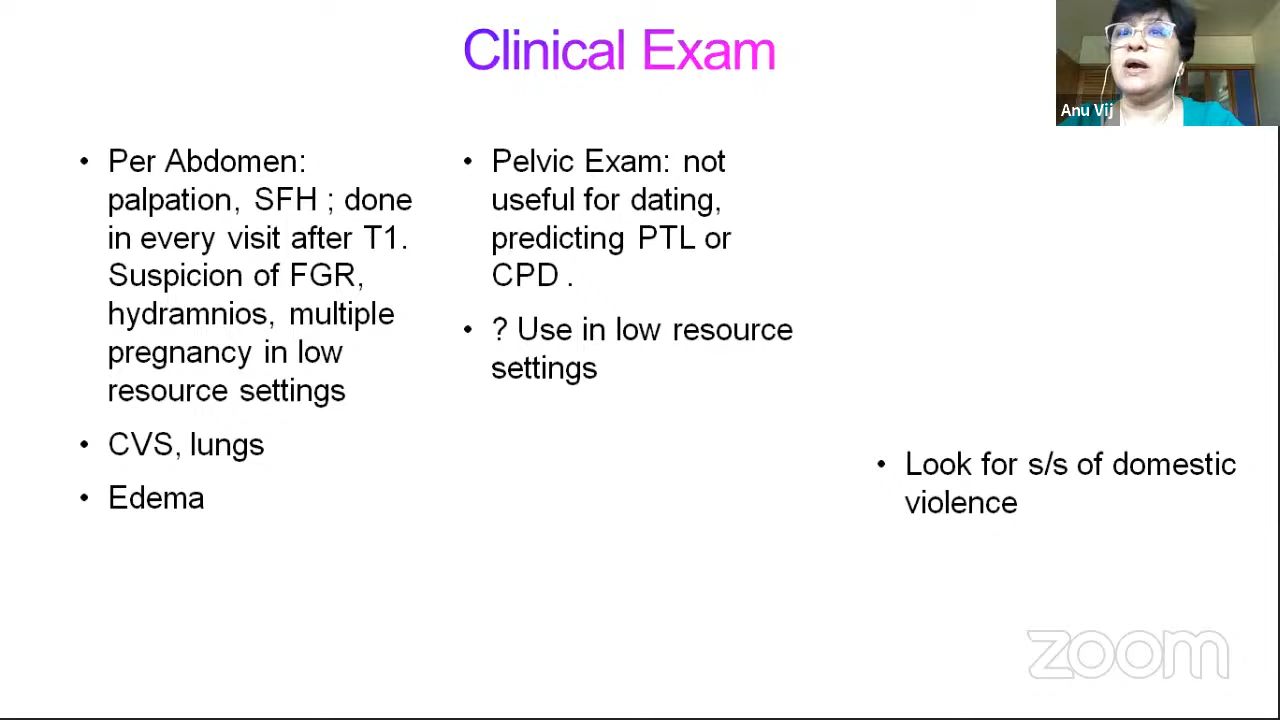 Clinical Exam
Anu Vij
• Per Abdomen:
palpation, SFH ; done
in every visit after T1.
Suspicion of FGR,
hydramnios, multiple
pregnancy in low
resource settings
• CVS, lungs
• Edema
• Pelvic Exam: not
useful for dating,
predicting PTL or
CPD .
• ? Use in low resource
settings
• Look for s/s of domestic
violence
zoom